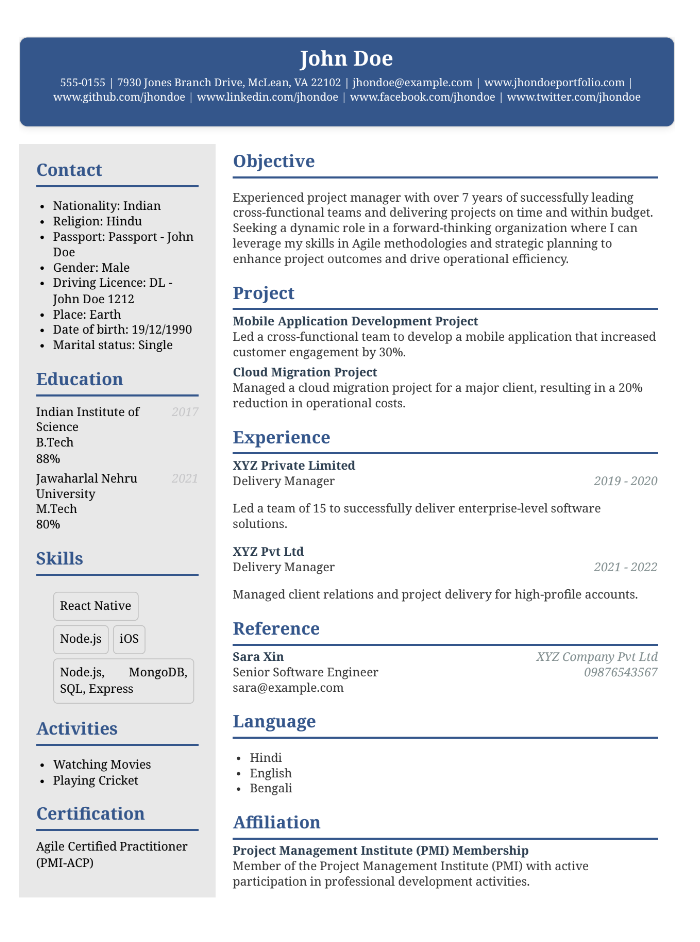 John Doe
555-0155 | 7930 Jones Branch Drive, McLean, VA 22102 | jhondoe@example.com | www.jhondoeportfolio.com |
www.github.com/jhondoe | www.linkedin.com/jhondoe | www.facebook.com/jhondoe | www.twitter.com/jhondoe
Contact
• Nationality: Indian
• Religion: Hindu
• Passport: Passport - John
Doe
• Gender: Male
• Driving Licence: DL -
John Doe 1212
• Place: Earth
• Date of birth: 19/12/1990
• Marital status: Single
Education
Indian Institute of 2017
Science
B.Tech
88%
Jawaharlal Nehru 2021
University
M.Tech
80%
Skills
React Native
Node.js iOS
Node.js, MongoDB,
SQL, Express
Activities
• Watching Movies
• Playing Cricket
Certification
Agile Certified Practitioner
(PMI-ACP)
Objective
Experienced project manager with over 7 years of successfully leading
cross-functional teams and delivering projects on time and within budget.
Seeking a dynamic role in a forward-thinking organization where I can
leverage my skills in Agile methodologies and strategic planning to
enhance project outcomes and drive operational efficiency.
Project
Mobile Application Development Project
Led a cross-functional team to develop a mobile application that increased
customer engagement by 30%.
Cloud Migration Project
Managed a cloud migration project for a major client, resulting in a 20%
reduction in operational costs.
Experience
XYZ Private Limited
Delivery Manager 2019 - 2020
Led a team of 15 to successfully deliver enterprise-level software
solutions.
XYZ Pvt Ltd
Delivery Manager 2021 - 2022
Managed client relations and project delivery for high-profile accounts.
Reference
Sara Xin XYZ Company Pvt Ltd
Senior Software Engineer 09876543567
sara@example.com
Language
• Hindi
• English
• Bengali
Affiliation
Project Management Institute (PMI) Membership
Member of the Project Management Institute (PMI) with active
participation in professional development activities.